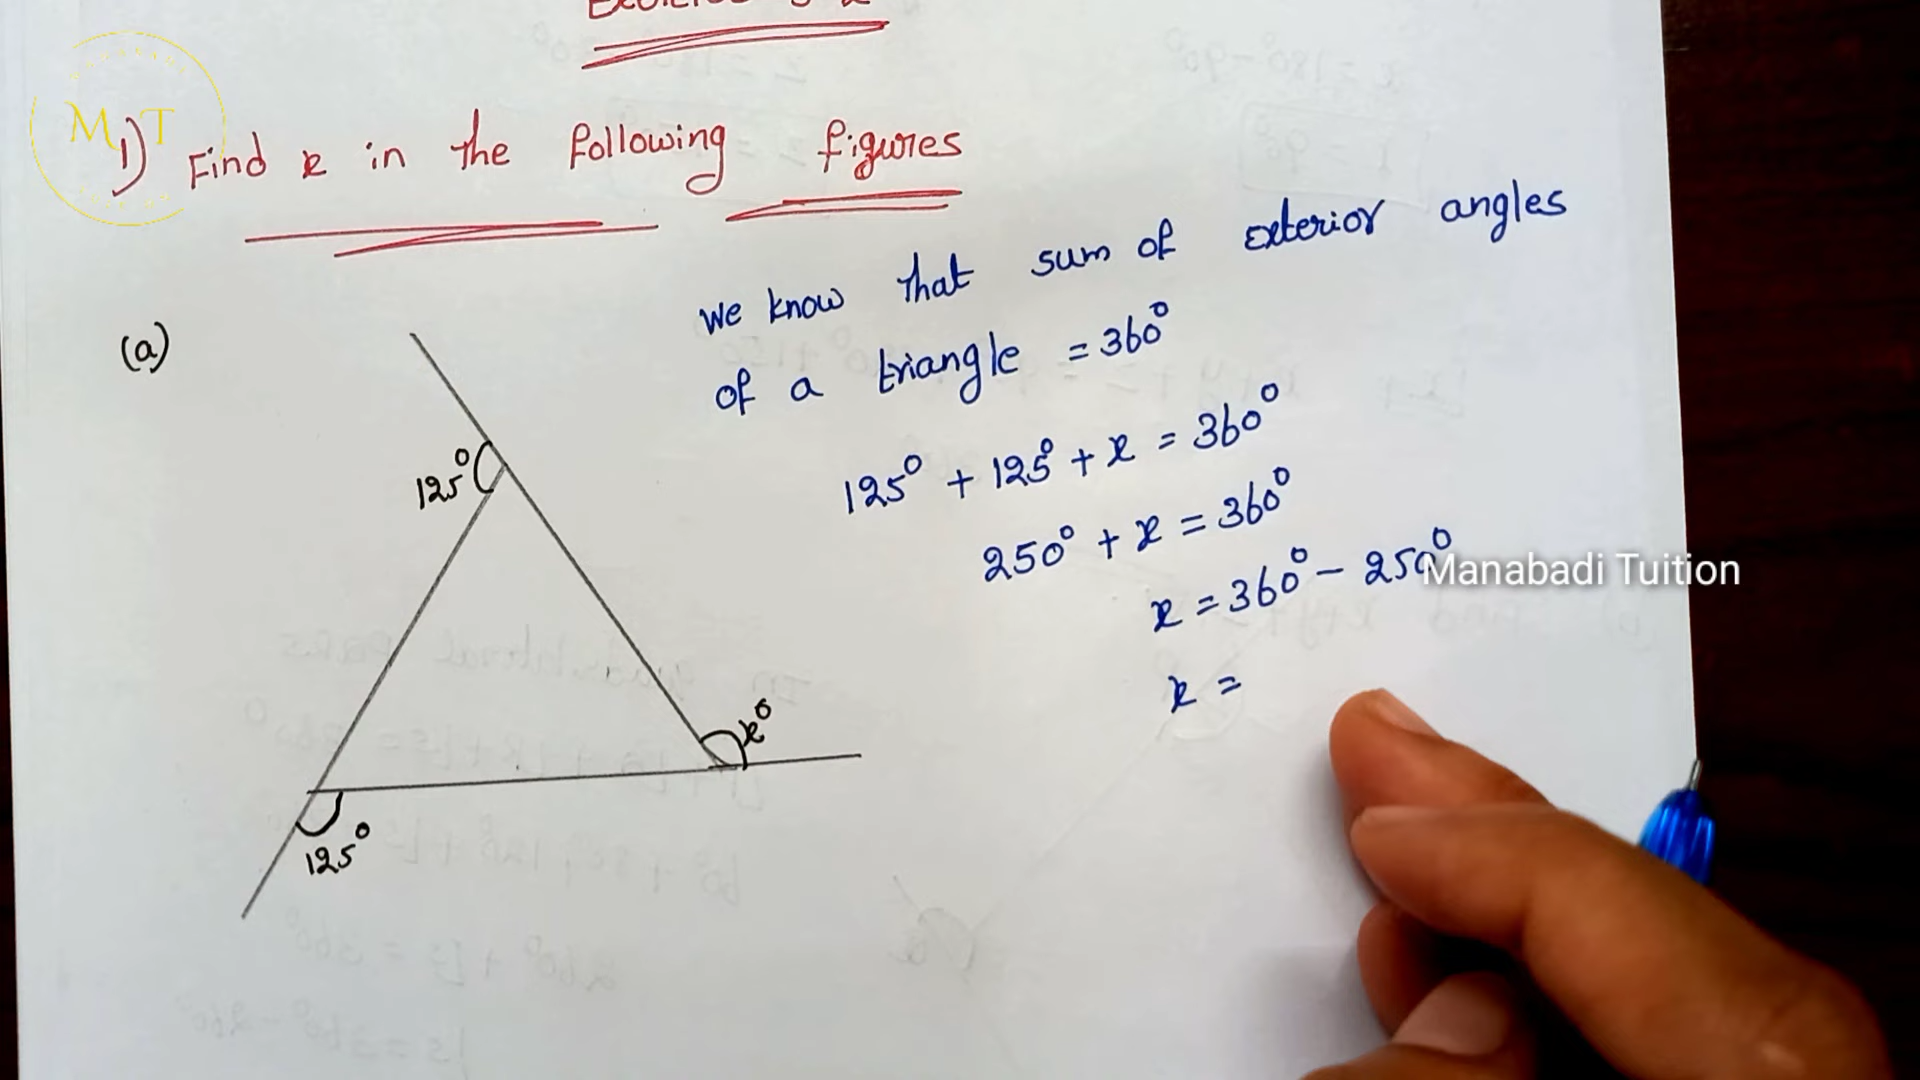 M T
1) Find x in the following figures
we know that sum of exterior angles
of a triangle = 360°
(a)
125°
125° + 125° + x = 360°
250° + x = 360°
x = 360° - 250°
Manabadi Tuition
x =
x°
125°